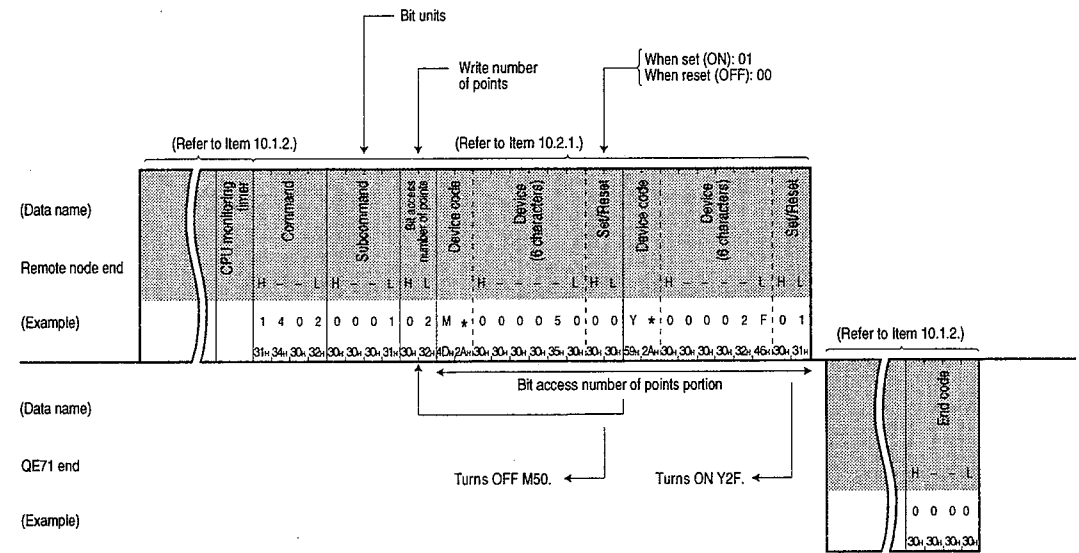 Bit units
Write number
of points
When set (ON): 01
When reset (OFF): 00
(Refer to Item 10.1.2.)
(Refer to Item 10.2.1.)
(Data name)
Remote node end
(Example)
CPU monitoring
timer
Command
H – – L
1 4 0 2
31H 34H 30H 32H
Subcommand
H – – L
0 0 0 1
30H 30H 30H 31H
Bit access
number of points
H L
0 2
30H 32H
Device code
M *
4DH 2AH
Device
(6 characters)
H – – – – L
0 0 0 0 5 0
30H 30H 30H 30H 35H 30H
Set/Reset
H L
0 0
30H 30H
Device code
Y *
59H 2AH
Device
(6 characters)
H – – – – L
0 0 0 0 2 F
30H 30H 30H 30H 32H 46H
Set/Reset
H L
0 1
30H 31H
Bit access number of points portion
Turns OFF M50.
Turns ON Y2F.
(Refer to Item 10.1.2.)
(Data name)
QE71 end
(Example)
End code
H – – L
0 0 0 0
30H 30H 30H 30H